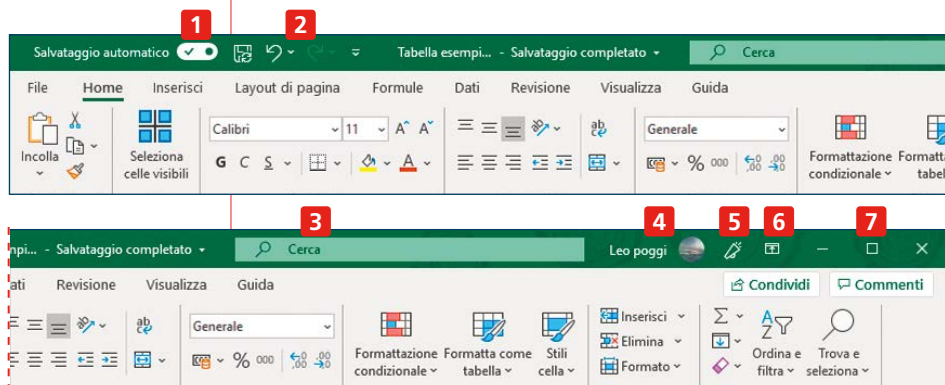 1 2
Salvataggio automatico Tabella esempi... - Salvataggio completato Cerca
File Home Inserisci Layout di pagina Formule Dati Revisione Visualizza Guida
Calibri 11 A A ab Generale
Incolla Seleziona celle visibili G C S A % 000 Formattazione condizionale Formatta
tabel
3 4 5 6 7
npi... - Salvataggio completato Cerca Leo poggi
ati Revisione Visualizza Guida Condividi Commenti
ab Generale Inserisci
% 000 Formattazione condizionale Formatta come tabella Stili cella Elimina Ordina e filtra Trova e seleziona
Formato